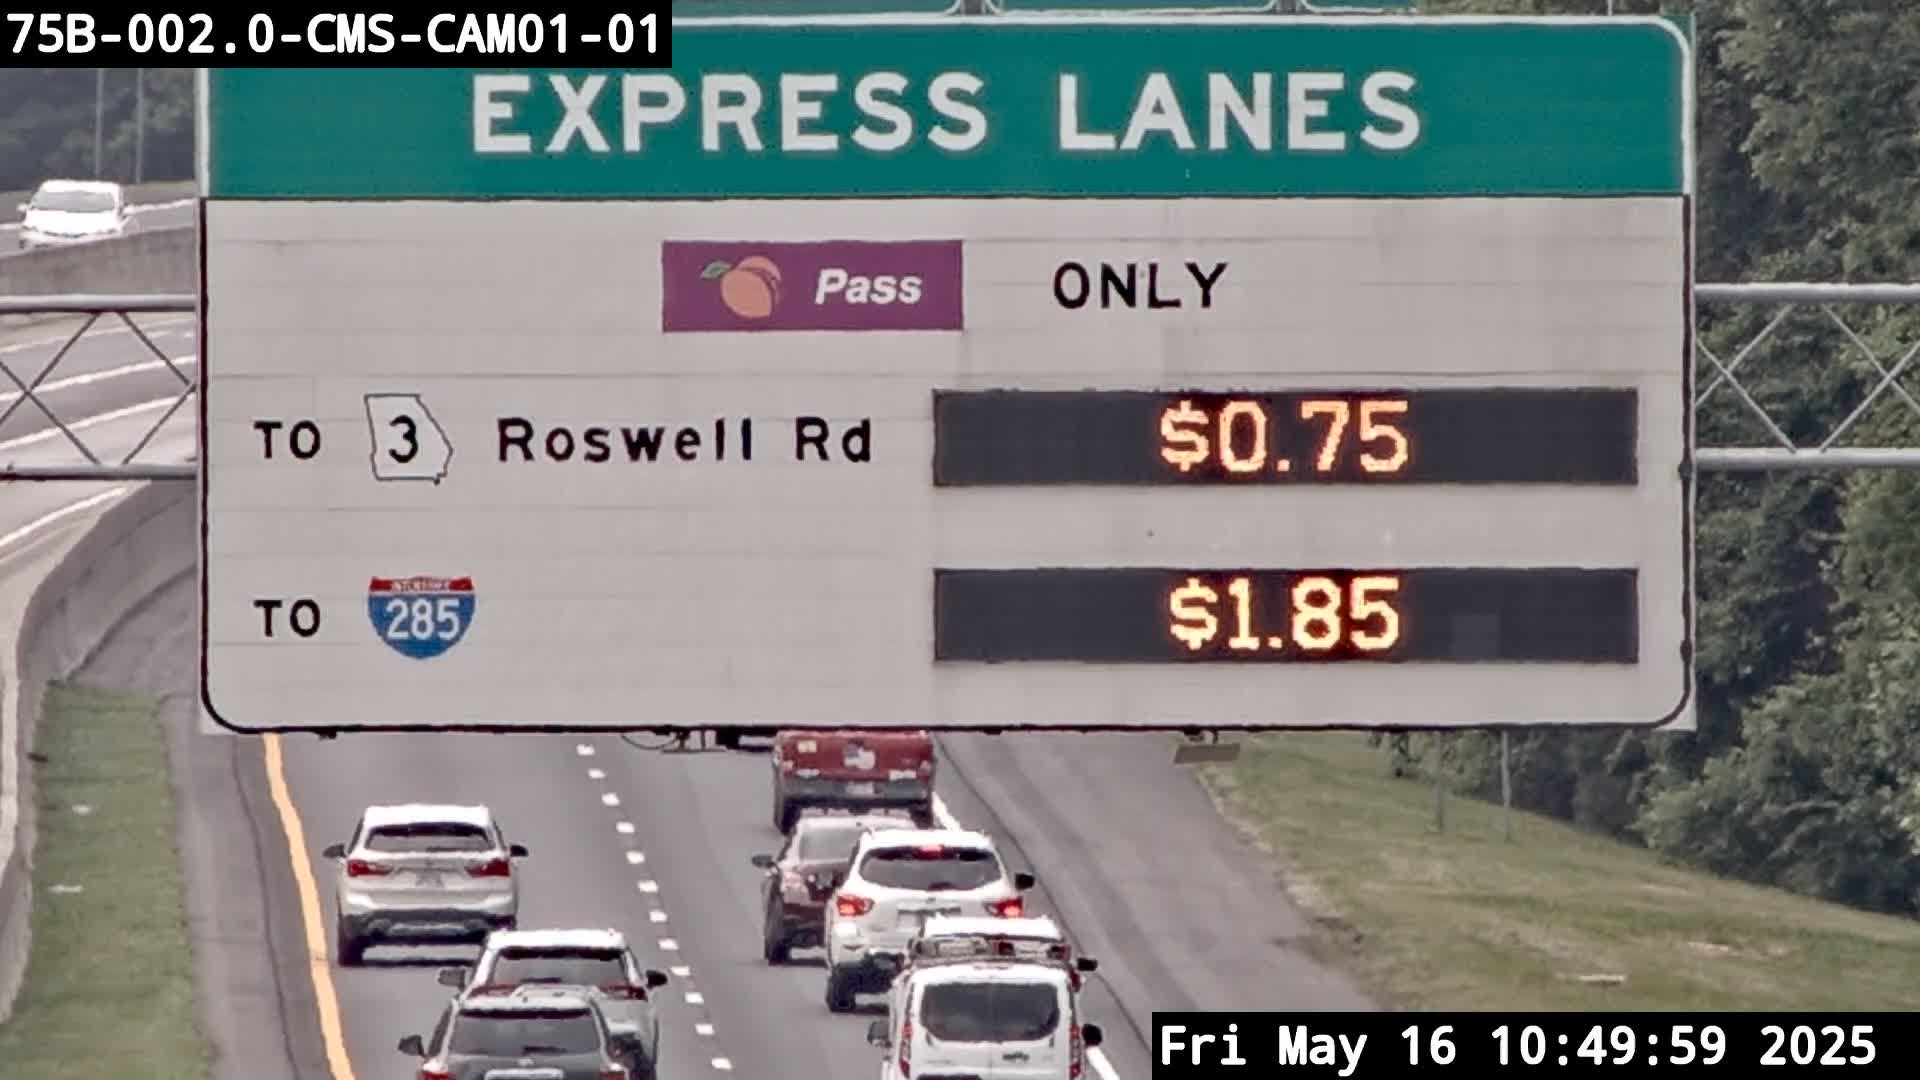 75B-002.0-CMS-CAM01-01
EXPRESS LANES
Pass ONLY
TO 3 Roswell Rd $0.75
INTERSTATE
TO 285 $1.85
Fri May 16 10:49:59 2025